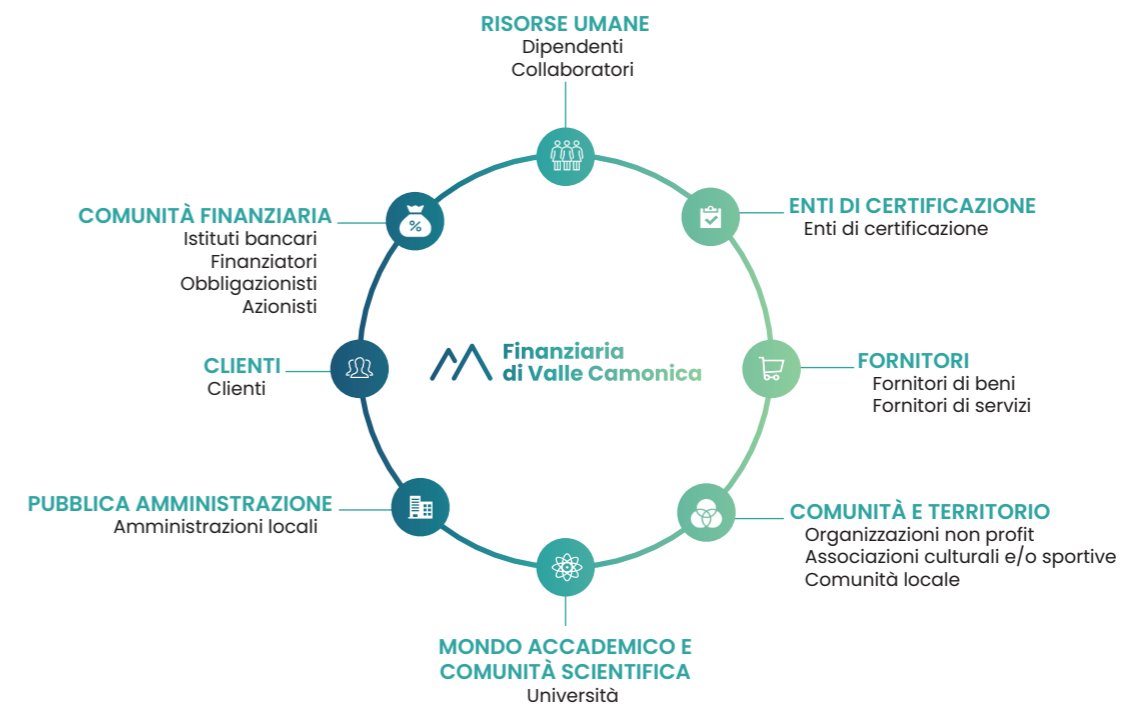 RISORSE UMANE
Dipendenti
Collaboratori
ENTI DI CERTIFICAZIONE
Enti di certificazione
FORNITORI
Fornitori di beni
Fornitori di servizi
COMUNITÀ E TERRITORIO
Organizzazioni non profit
Associazioni culturali e/o sportive
Comunità locale
MONDO ACCADEMICO E
COMUNITÀ SCIENTIFICA
Università
PUBBLICA AMMINISTRAZIONE
Amministrazioni locali
CLIENTI
Clienti
COMUNITÀ FINANZIARIA
Istituti bancari
Finanziatori
Obbligazionisti
Azionisti
%
Finanziaria
di Valle Camonica